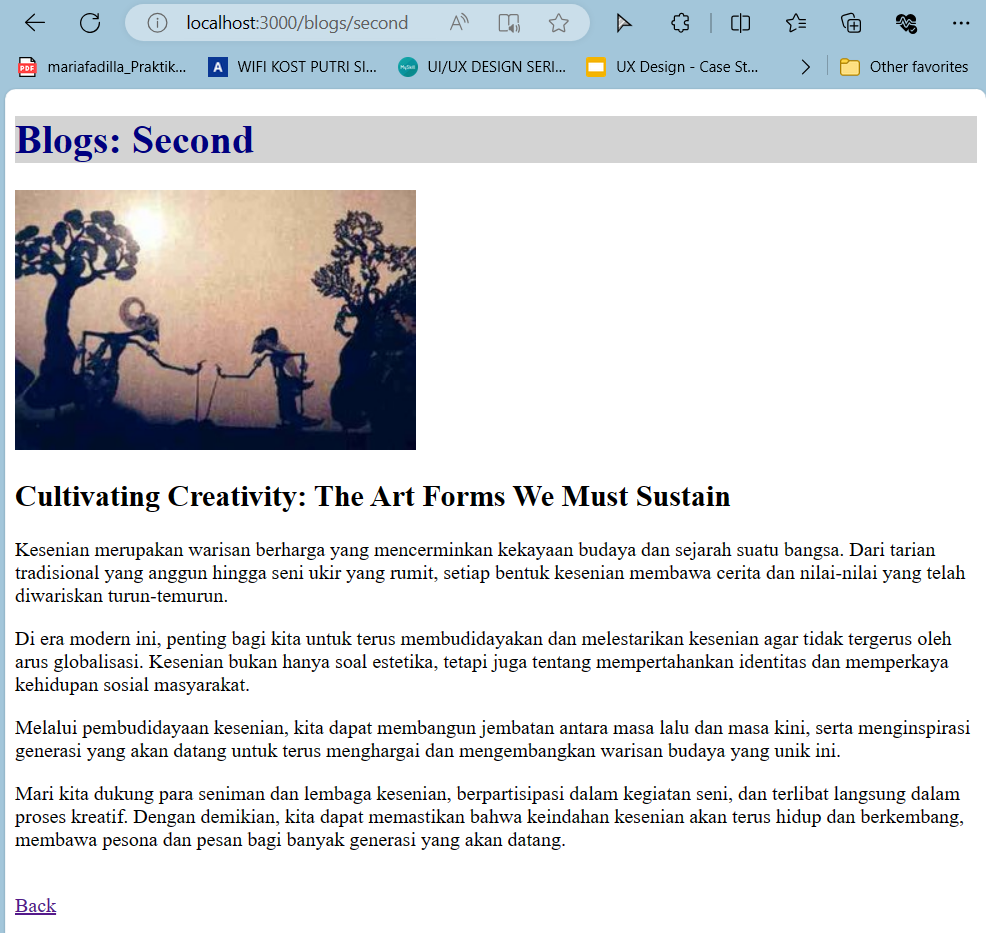 localhost:3000/blogs/second
PDF
mariafadilla_Praktik...
A
WIFI KOST PUTRI SI...
MySkill
UI/UX DESIGN SERI...
UX Design - Case St...
Other favorites
Blogs: Second
Cultivating Creativity: The Art Forms We Must Sustain
Kesenian merupakan warisan berharga yang mencerminkan kekayaan budaya dan sejarah suatu bangsa. Dari tarian
tradisional yang anggun hingga seni ukir yang rumit, setiap bentuk kesenian membawa cerita dan nilai-nilai yang telah
diwariskan turun-temurun.
Di era modern ini, penting bagi kita untuk terus membudidayakan dan melestarikan kesenian agar tidak tergerus oleh
arus globalisasi. Kesenian bukan hanya soal estetika, tetapi juga tentang mempertahankan identitas dan memperkaya
kehidupan sosial masyarakat.
Melalui pembudidayaan kesenian, kita dapat membangun jembatan antara masa lalu dan masa kini, serta menginspirasi
generasi yang akan datang untuk terus menghargai dan mengembangkan warisan budaya yang unik ini.
Mari kita dukung para seniman dan lembaga kesenian, berpartisipasi dalam kegiatan seni, dan terlibat langsung dalam
proses kreatif. Dengan demikian, kita dapat memastikan bahwa keindahan kesenian akan terus hidup dan berkembang,
membawa pesona dan pesan bagi banyak generasi yang akan datang.
Back